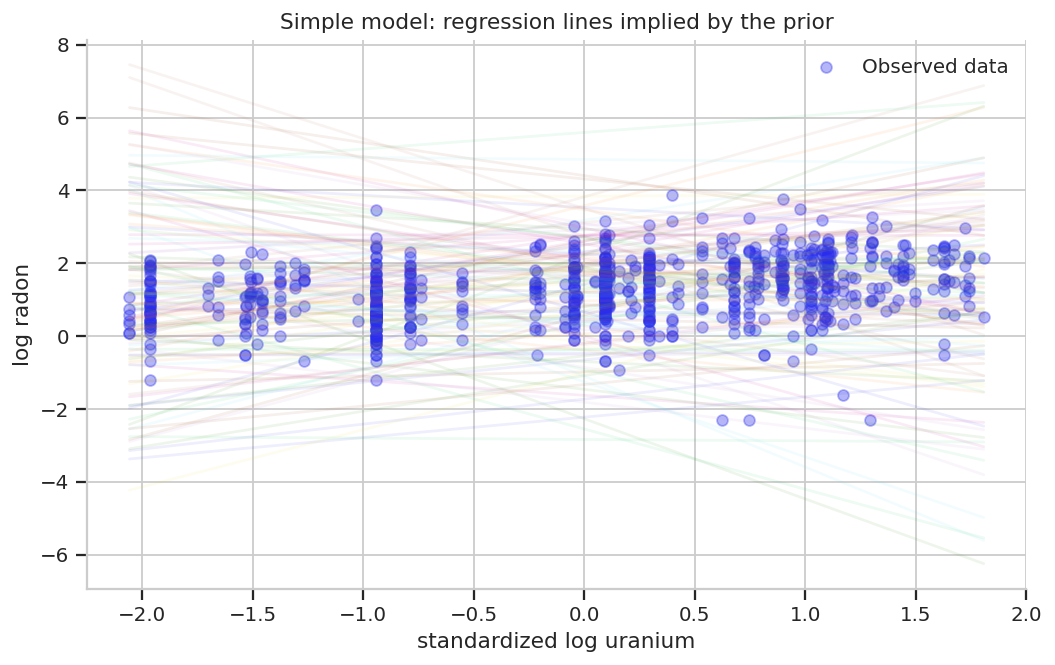 Simple model: regression lines implied by the prior
Observed data
8
6
4
2
0
−2
−4
−6
log radon
−2.0 −1.5 −1.0 −0.5 0.0 0.5 1.0 1.5 2.0
standardized log uranium